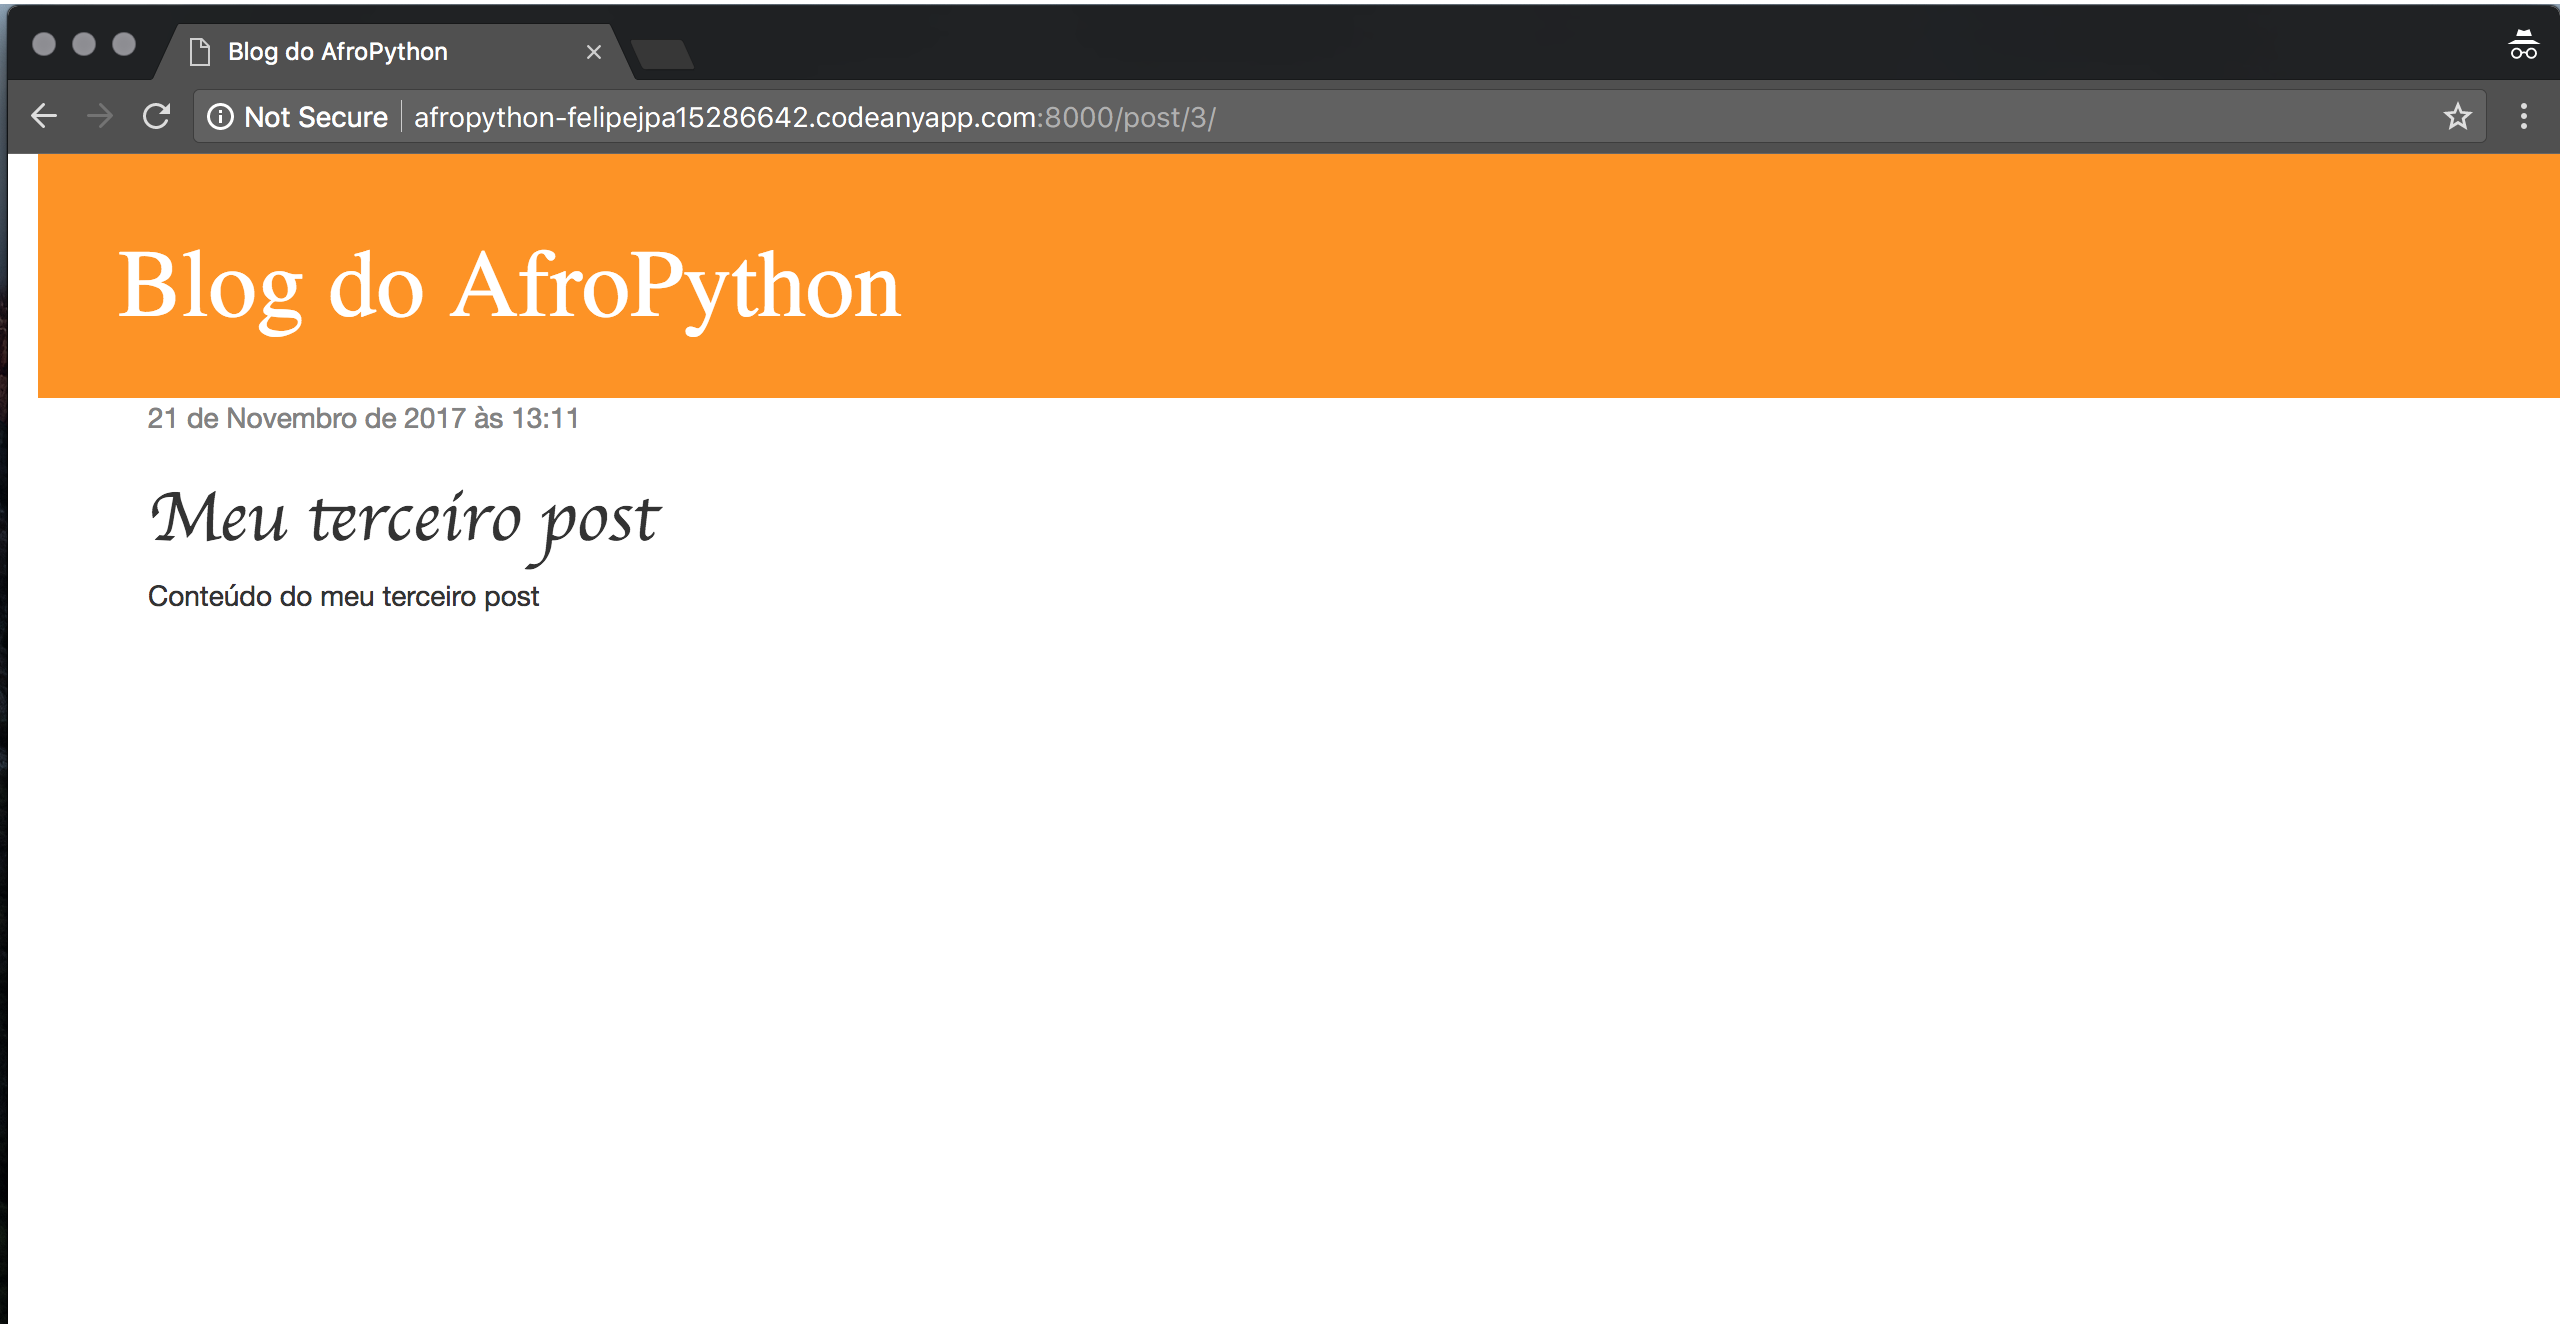 Blog do AfroPython
Not Secure afropython-felipejpa15286642.codeanyapp.com:8000/post/3/
Blog do AfroPython
21 de Novembro de 2017 às 13:11
Meu terceiro post
Conteúdo do meu terceiro post